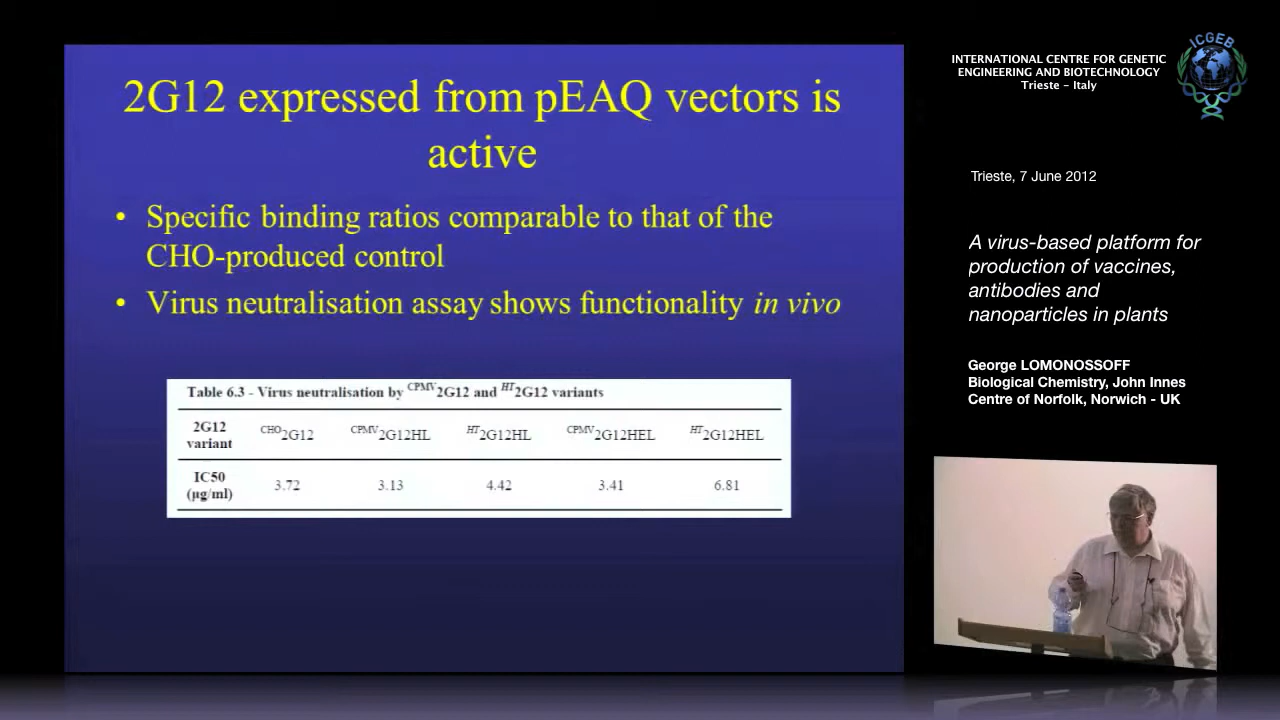 2G12 expressed from pEAQ vectors is
active
• Specific binding ratios comparable to that of the
CHO-produced control
• Virus neutralisation assay shows functionality in vivo
Table 6.3 - Virus neutralisation by CPMV2G12 and HT2G12 variants
2G12 variant CHO2G12 CPMV2G12HL HT2G12HL CPMV2G12HEL HT2G12HEL
IC50 (µg/ml) 3.72 3.13 4.42 3.41 6.81
INTERNATIONAL CENTRE FOR GENETIC
ENGINEERING AND BIOTECHNOLOGY
Trieste - Italy
ICGEB
Trieste, 7 June 2012
A virus-based platform for
production of vaccines,
antibodies and
nanoparticles in plants
George LOMONOSSOFF
Biological Chemistry, John Innes
Centre of Norfolk, Norwich - UK